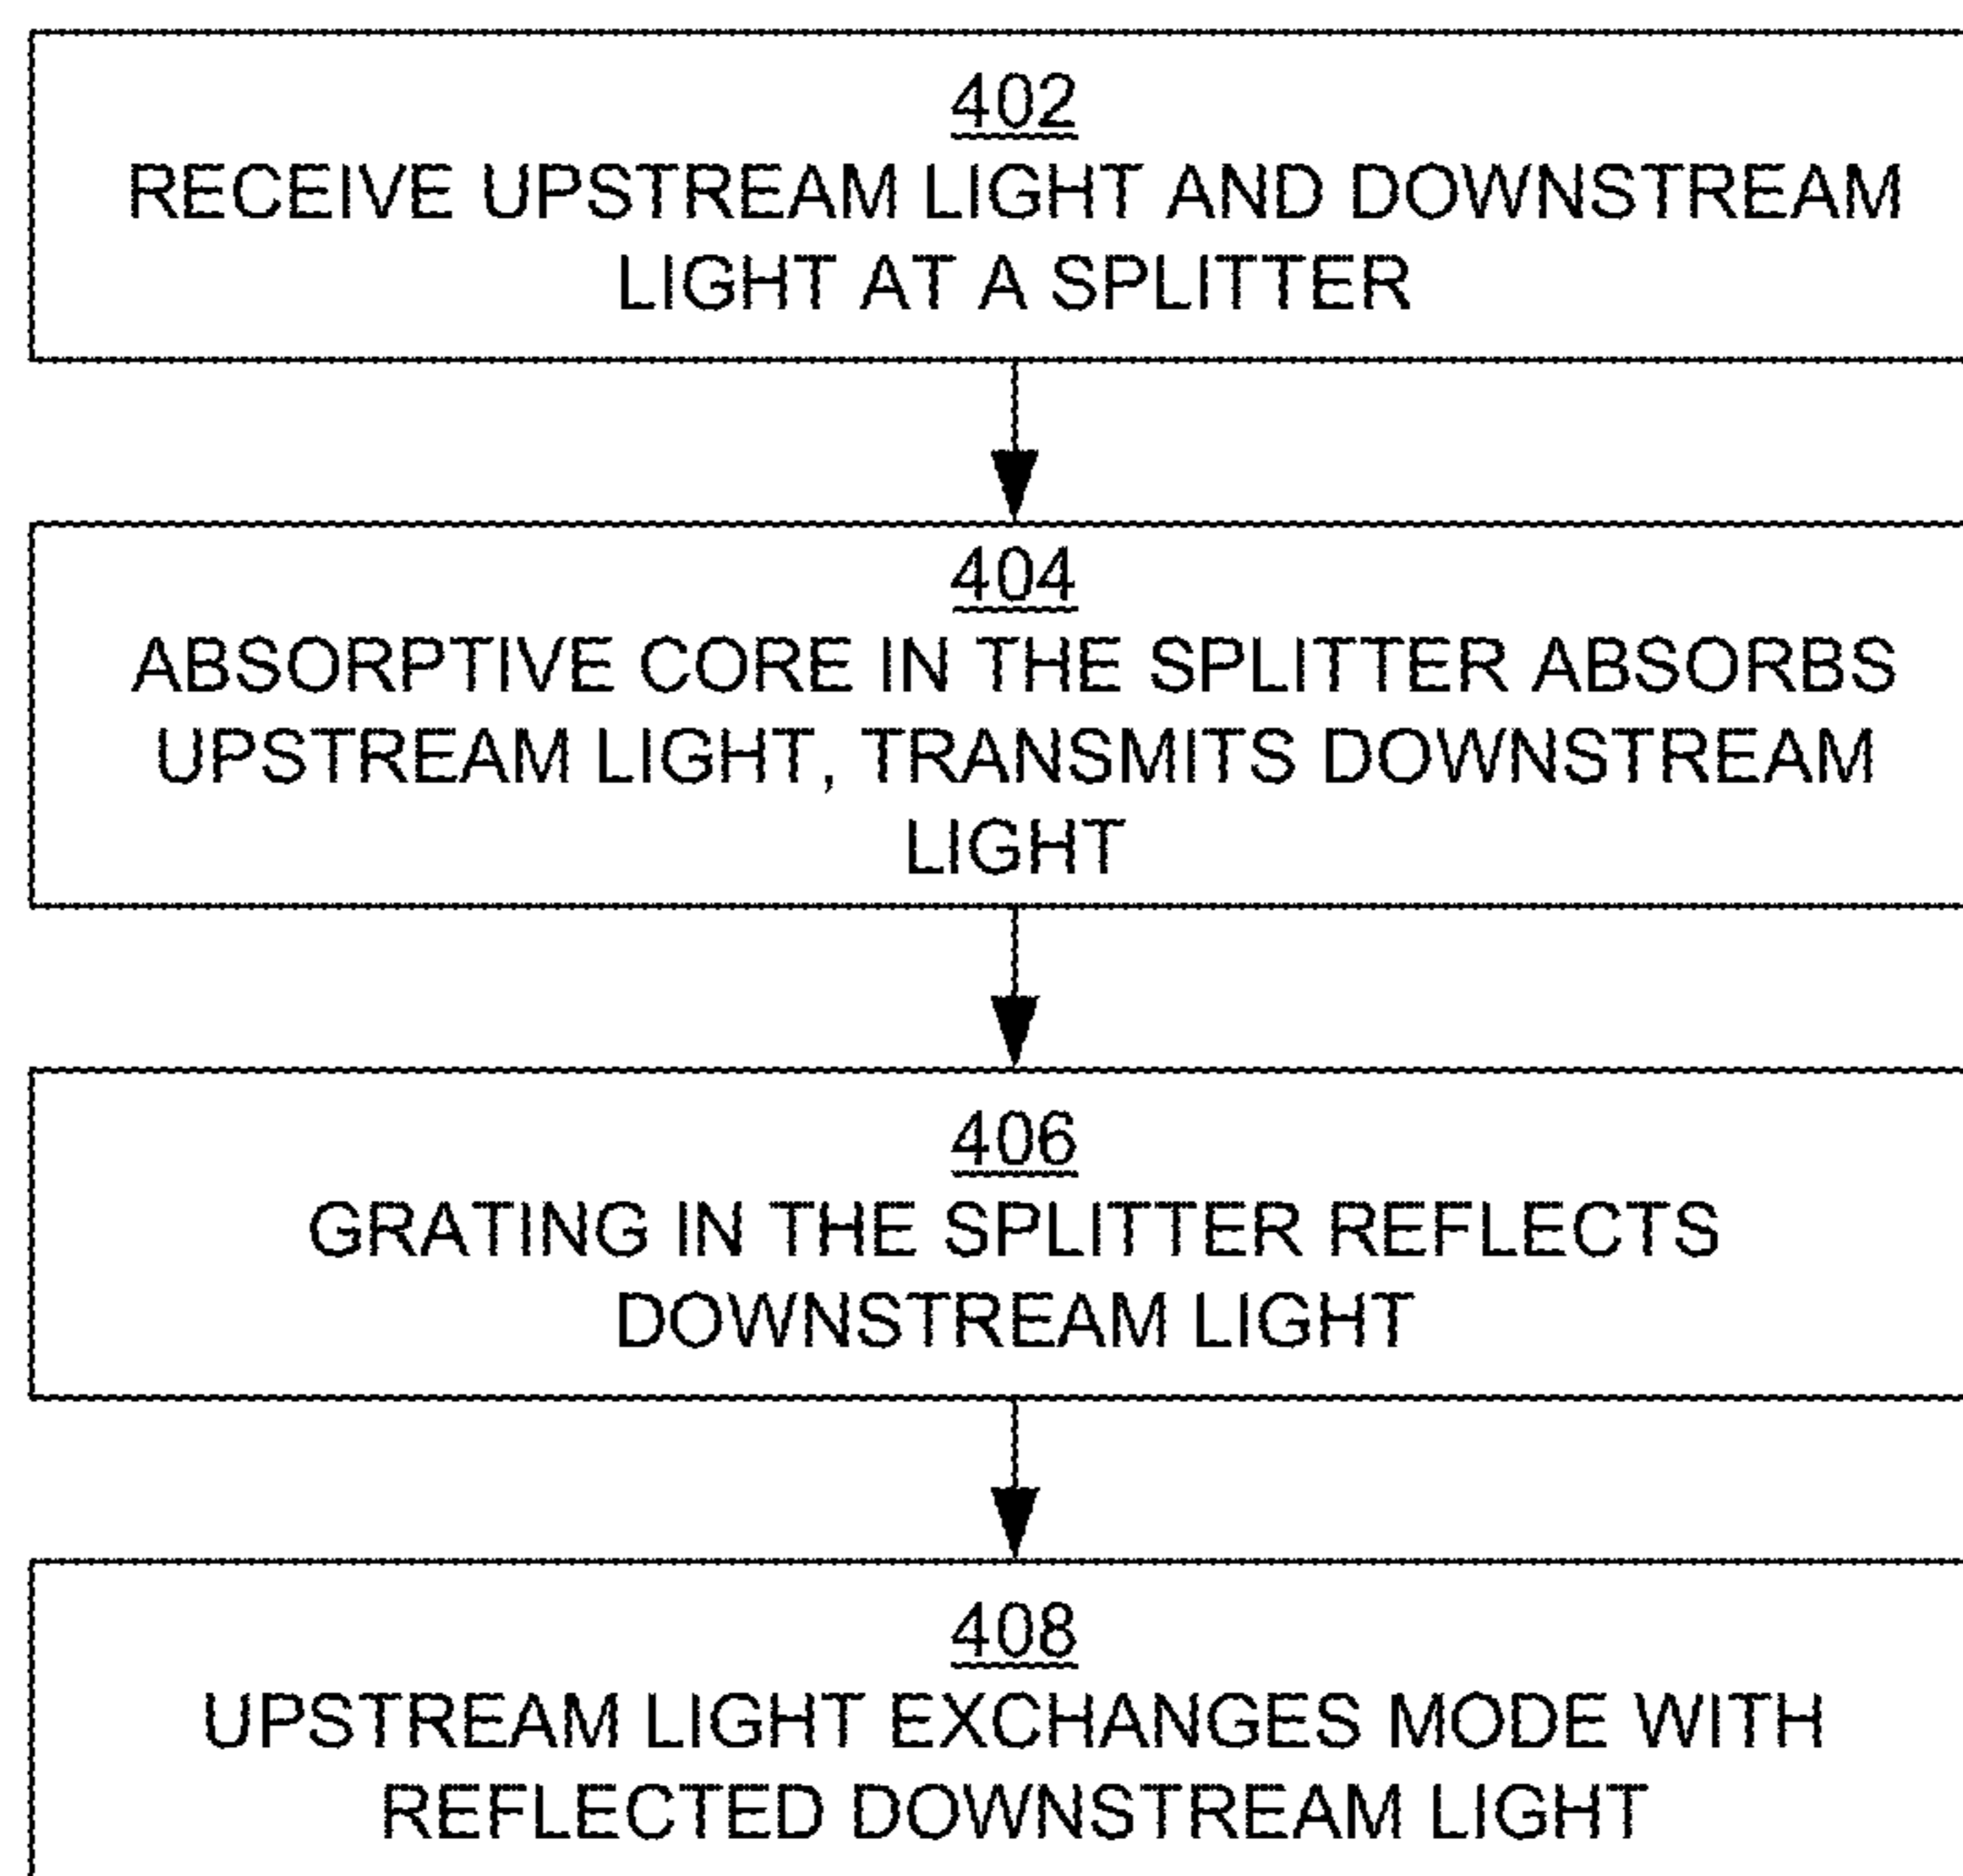 402
RECEIVE UPSTREAM LIGHT AND DOWNSTREAM
LIGHT AT A SPLITTER
404
ABSORPTIVE CORE IN THE SPLITTER ABSORBS
UPSTREAM LIGHT, TRANSMITS DOWNSTREAM
LIGHT
406
GRATING IN THE SPLITTER REFLECTS
DOWNSTREAM LIGHT
408
UPSTREAM LIGHT EXCHANGES MODE WITH
REFLECTED DOWNSTREAM LIGHT